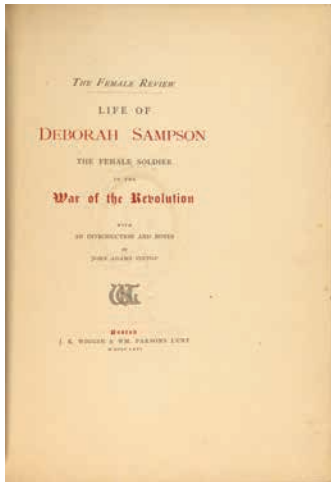 THE FEMALE REVIEW
LIFE OF
DEBORAH SAMPSON
THE FEMALE SOLDIER
IN THE
War of the Revolution
WITH
AN INTRODUCTION AND NOTES
BY
JOHN ADAMS VINTON
Boston
J. K. WIGGIN & WM. PARSONS LUNT